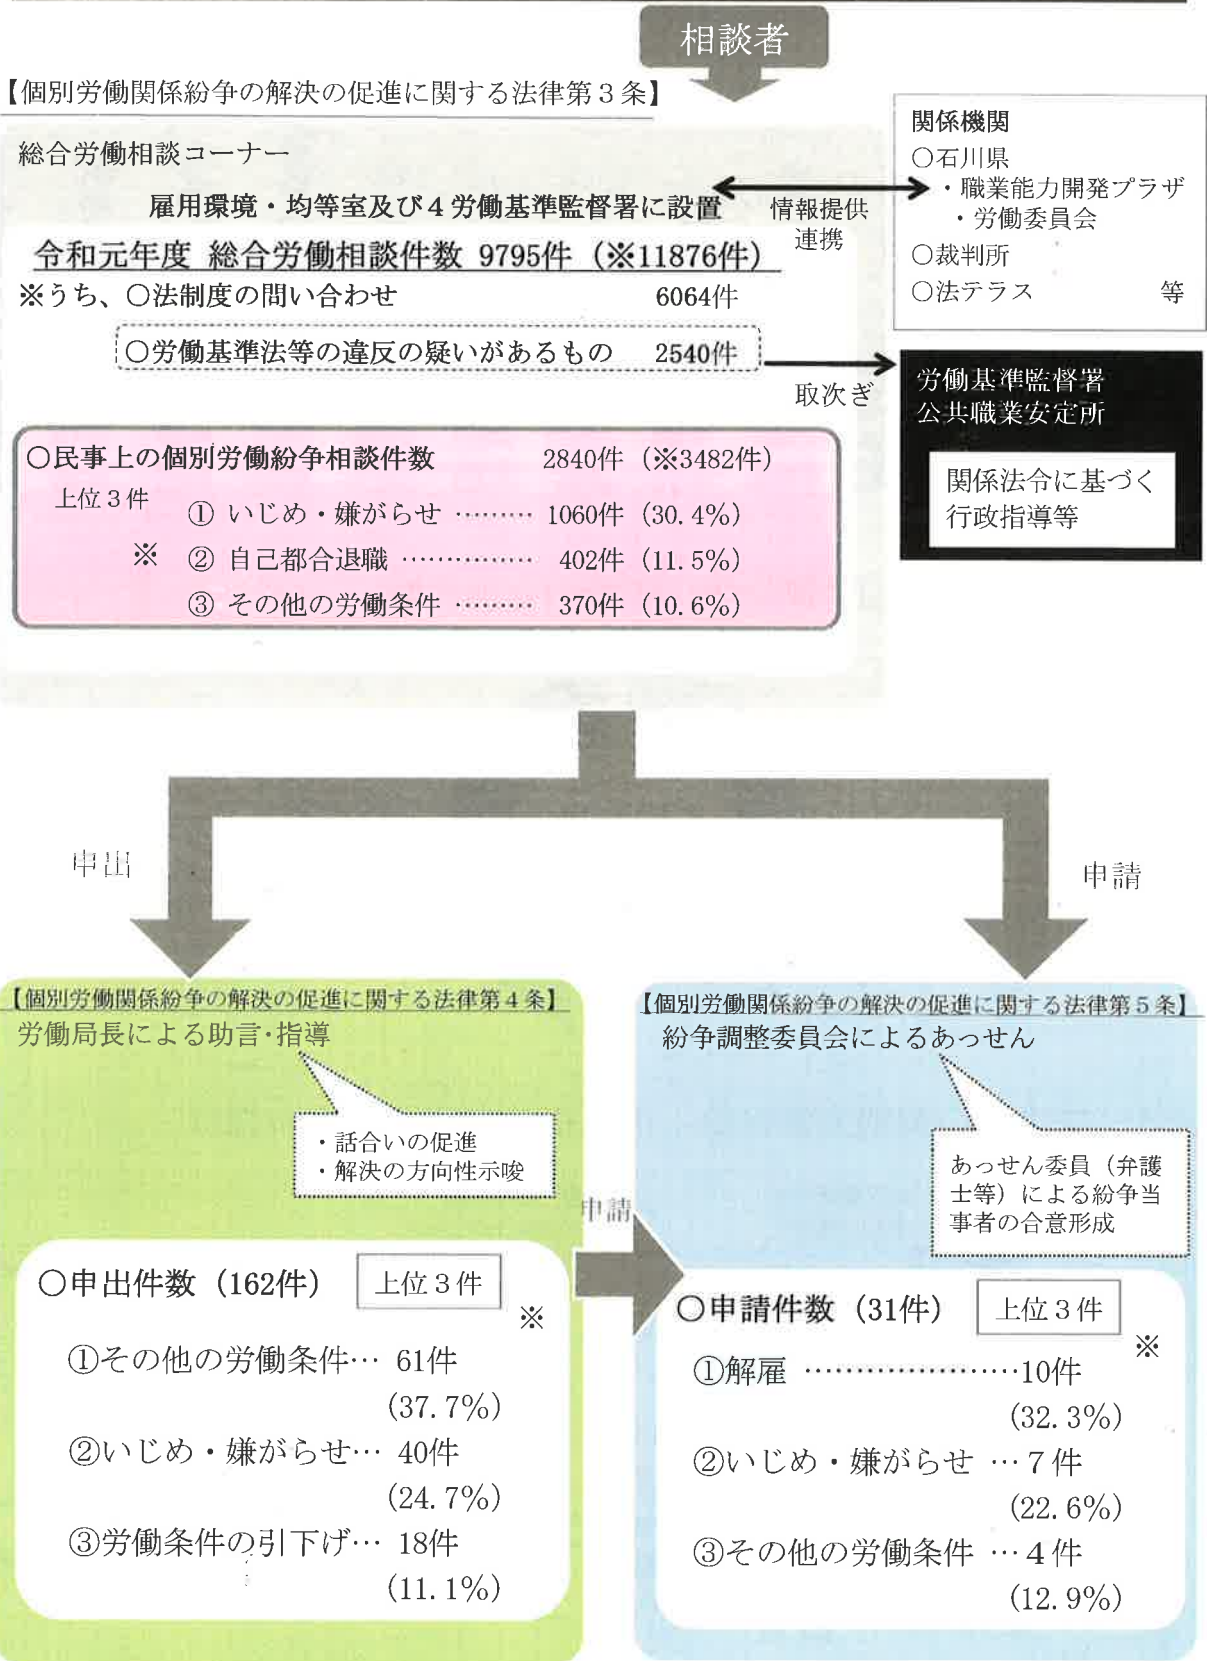 相談者
【個別労働関係紛争の解決の促進に関する法律第３条】
総合労働相談コーナー
雇用環境・均等室及び４労働基準監督署に設置
情報提供
連携
関係機関
○石川県
・職業能力開発プラザ
・労働委員会
○裁判所
○法テラス 等
令和元年度 総合労働相談件数 9795件（※11876件）
※うち、○法制度の問い合わせ 6064件
○労働基準法等の違反の疑いがあるもの 2540件
取次ぎ
労働基準監督署
公共職業安定所
関係法令に基づく
行政指導等
○民事上の個別労働紛争相談件数 2840件（※3482件）
上位３件
① いじめ・嫌がらせ ……… 1060件（30.4%）
※ ② 自己都合退職 …………… 402件（11.5%）
③ その他の労働条件 ……… 370件（10.6%）
申出
申請
【個別労働関係紛争の解決の促進に関する法律第４条】
労働局長による助言・指導
・話合いの促進
・解決の方向性示唆
申請
○申出件数（162件） 上位３件
※
①その他の労働条件… 61件
(37.7%)
②いじめ・嫌がらせ… 40件
(24.7%)
③労働条件の引下げ… 18件
(11.1%)
【個別労働関係紛争の解決の促進に関する法律第５条】
紛争調整委員会によるあっせん
あっせん委員（弁護
士等）による紛争当
事者の合意形成
○申請件数（31件） 上位３件
※
①解雇 …………………10件
(32.3%)
②いじめ・嫌がらせ …７件
(22.6%)
③その他の労働条件 …４件
(12.9%)